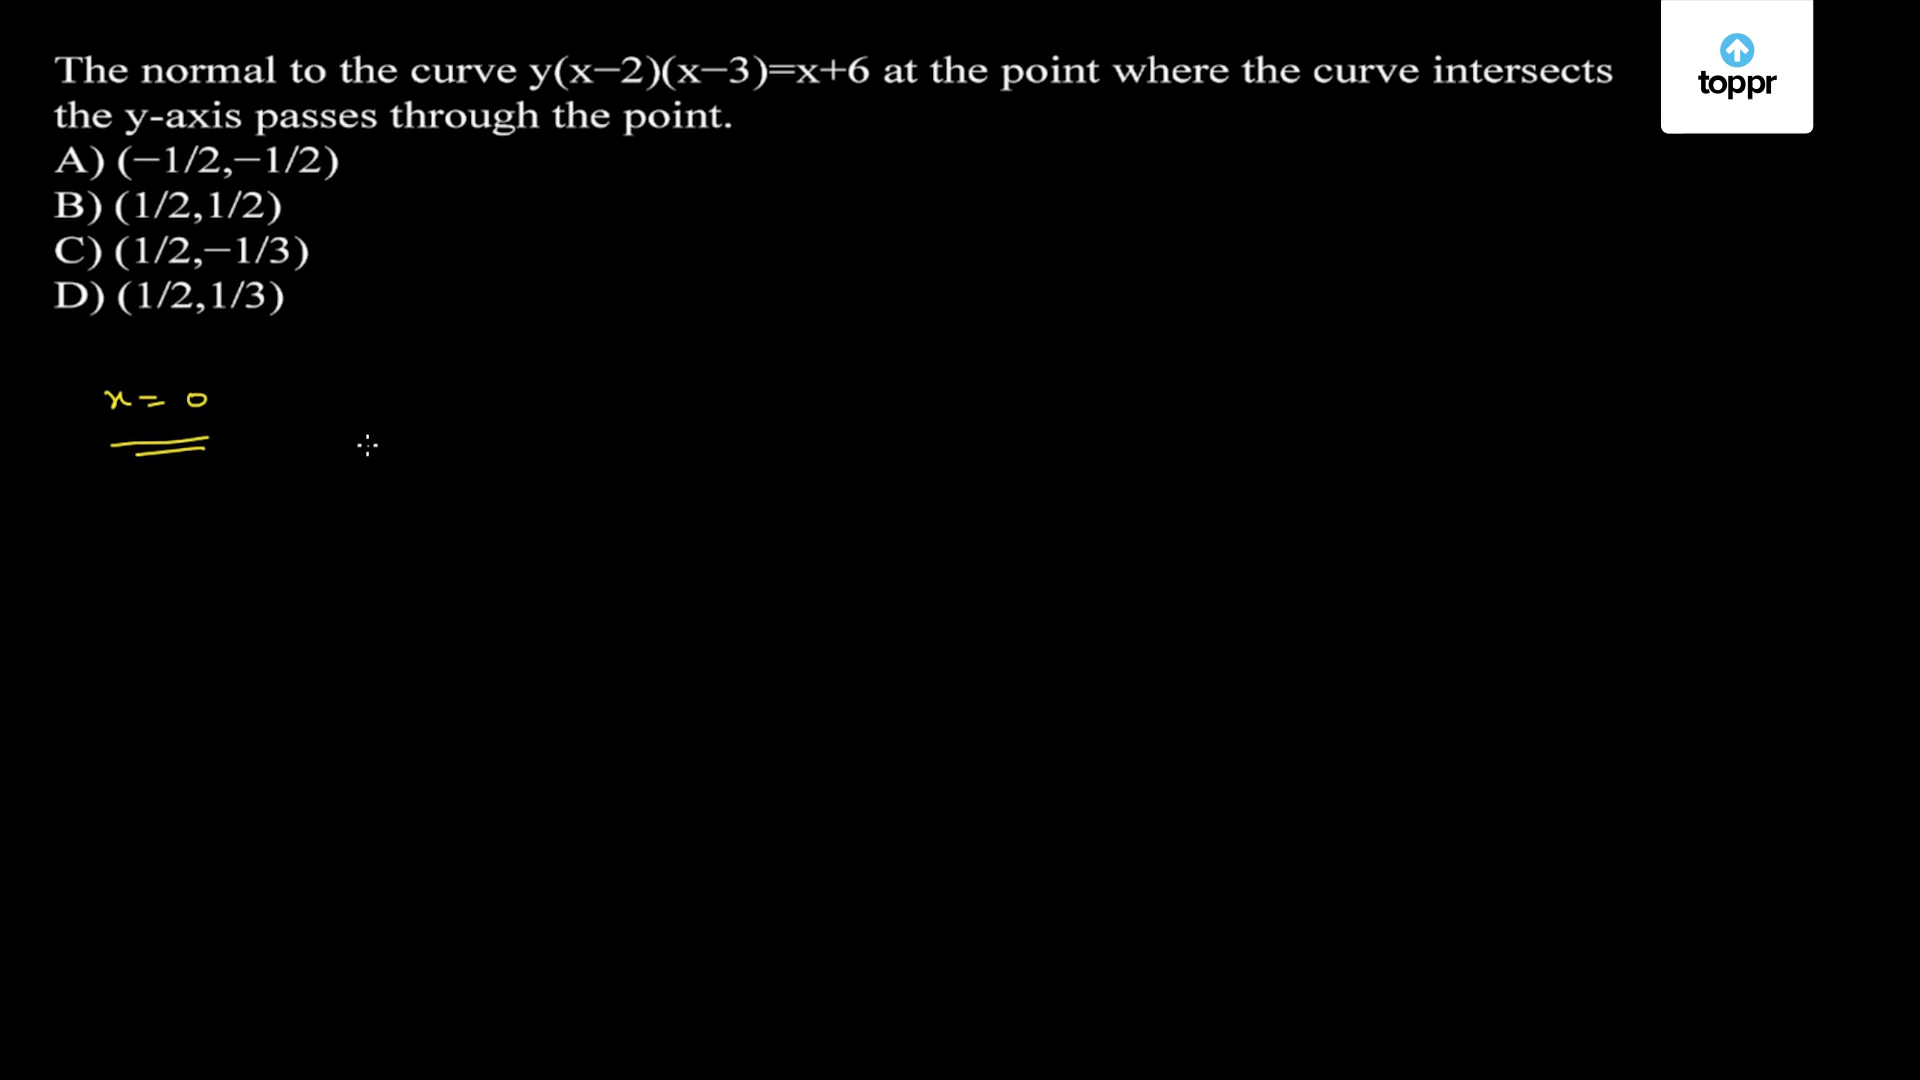 The normal to the curve y(x−2)(x−3)=x+6 at the point where the curve intersects
the y-axis passes through the point.
A) (−1/2,−1/2)
B) (1/2,1/2)
C) (1/2,−1/3)
D) (1/2,1/3)
x = 0
toppr